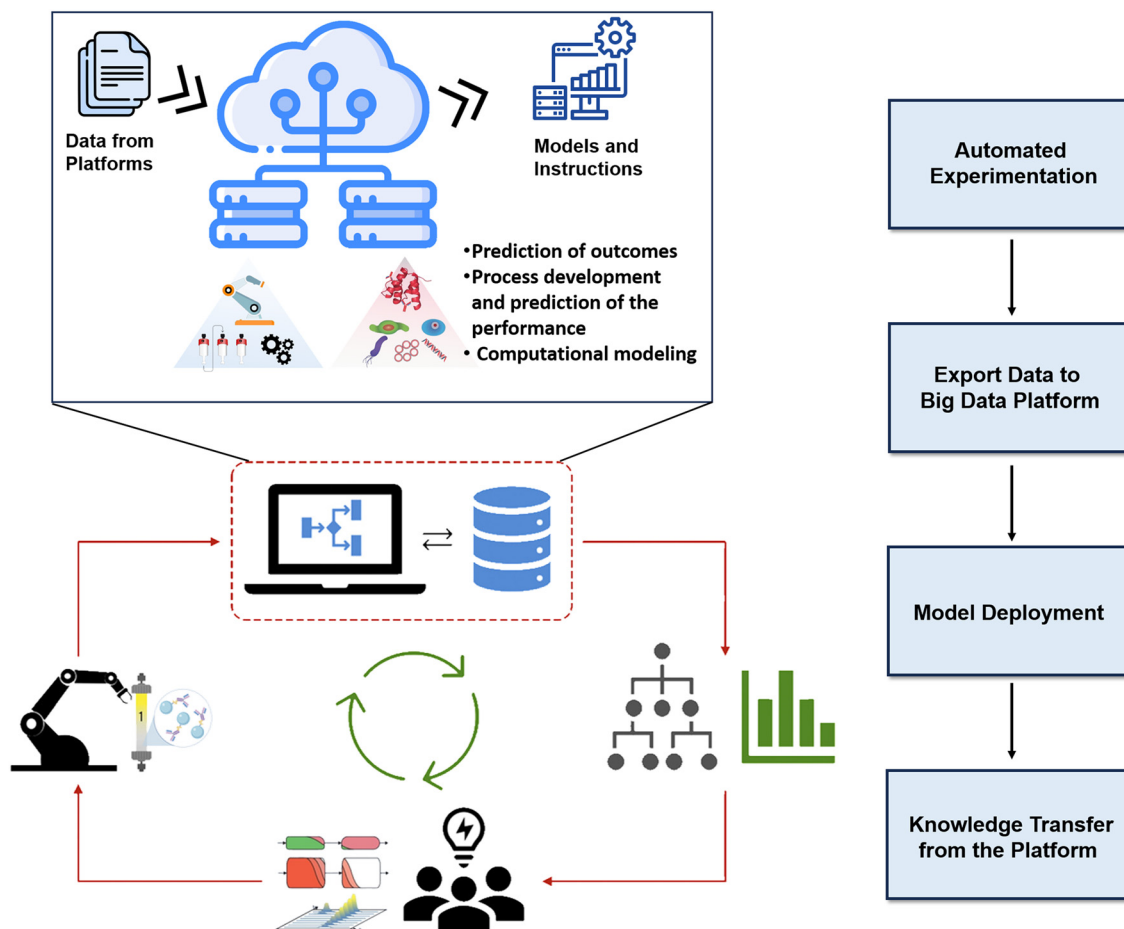 Data from
Platforms
Models and
Instructions
•Prediction of outcomes
•Process development
and prediction of the
performance
• Computational modeling
1
Automated
Experimentation
Export Data to
Big Data Platform
Model Deployment
Knowledge Transfer
from the Platform